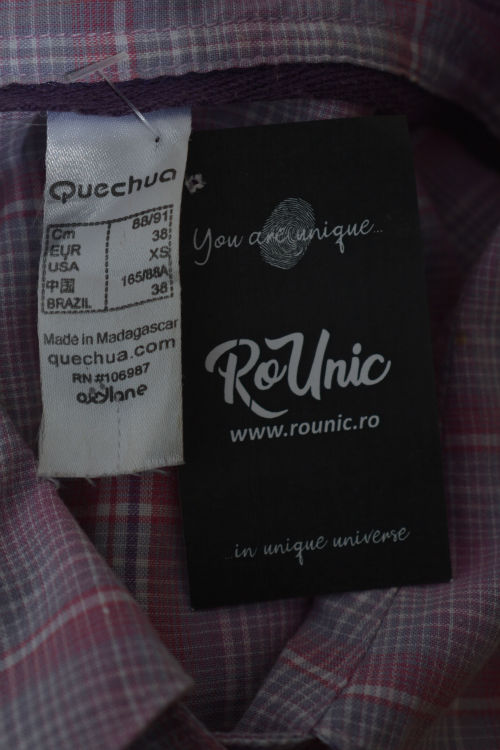 Quechua
Cm 88/91
EUR 38
USA XS
中国 165/88A
BRAZIL 38
Made in Madagascar
quechua.com
RN #106987
oxylane
You are unique...
RoUnic
www.rounic.ro
...in unique universe